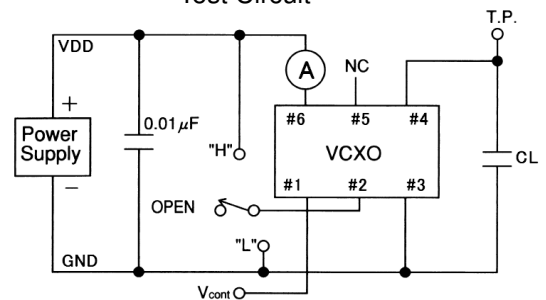 Test Circuit
T.P.
VDD
A
NC
+
Power
Supply
−
0.01μF
"H"
#6 #5 #4
VCXO
#1 #2 #3
CL
OPEN
"L"
GND
Vcont